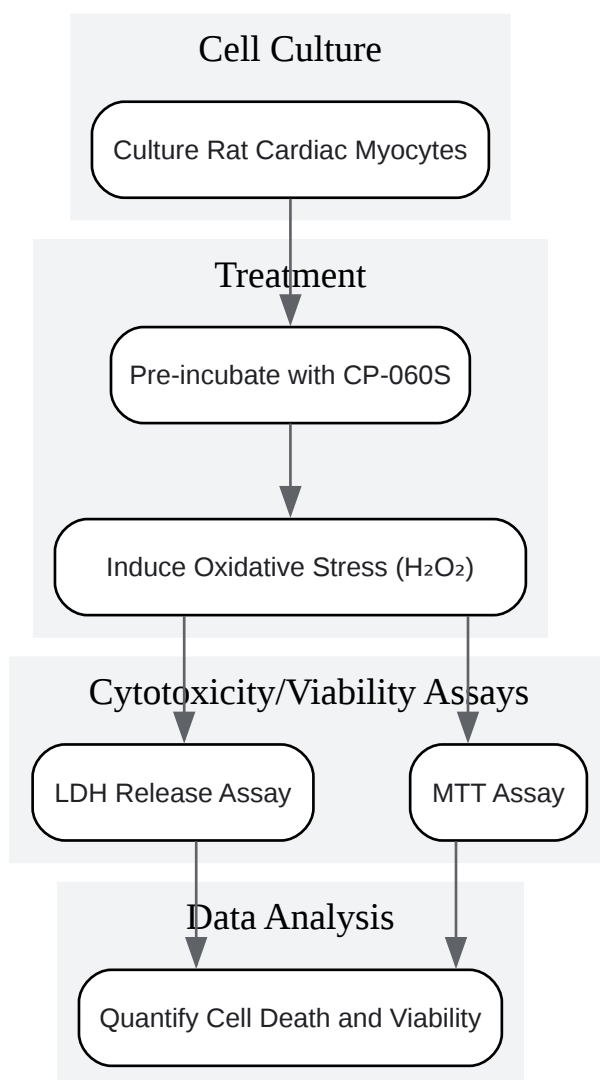 Cell Culture
Culture Rat Cardiac Myocytes
Treatment
Pre-incubate with CP-060S
Induce Oxidative Stress (H₂O₂)
Cytotoxicity/Viability Assays
LDH Release Assay
MTT Assay
Data Analysis
Quantify Cell Death and Viability